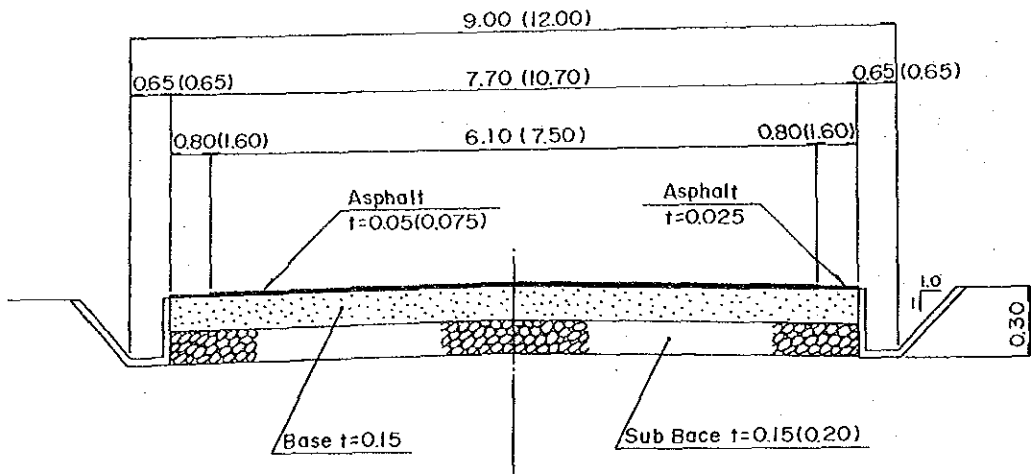 9.00 (12.00)
0.65(0.65)
7.70 (10.70)
0.65(0.65)
0.80(1.60)
6.10 (7.50)
0.80(1.60)
Asphalt
t=0.05(0.075)
Asphalt
t=0.025
1.0
1
0.30
Base t=0.15
Sub Bace t=0.15(0.20)